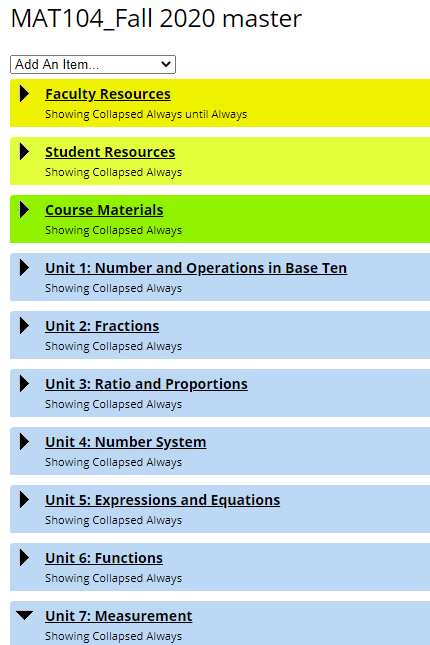 MAT104_Fall 2020 master
Add An Item...
Faculty Resources
Showing Collapsed Always until Always
Student Resources
Showing Collapsed Always
Course Materials
Showing Collapsed Always
Unit 1: Number and Operations in Base Ten
Showing Collapsed Always
Unit 2: Fractions
Showing Collapsed Always
Unit 3: Ratio and Proportions
Showing Collapsed Always
Unit 4: Number System
Showing Collapsed Always
Unit 5: Expressions and Equations
Showing Collapsed Always
Unit 6: Functions
Showing Collapsed Always
Unit 7: Measurement
Showing Collapsed Always